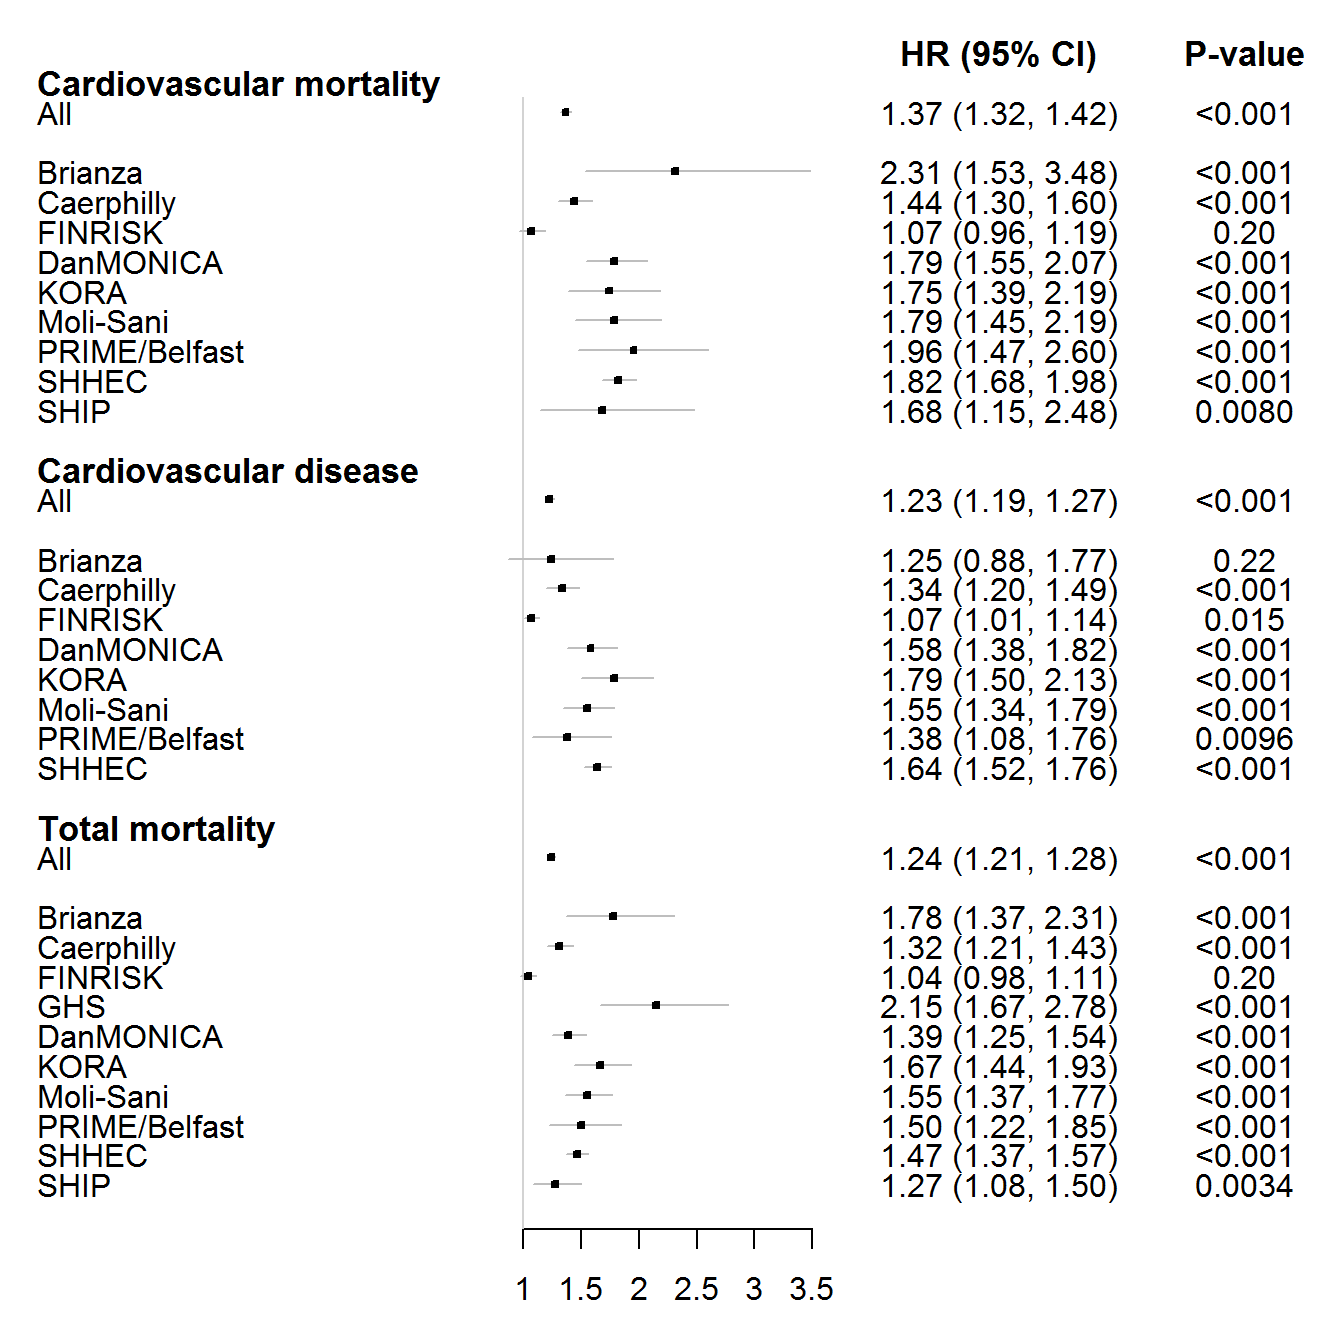 HR (95% CI) P-value
Cardiovascular mortality
All 1.37 (1.32, 1.42) <0.001
Brianza 2.31 (1.53, 3.48) <0.001
Caerphilly 1.44 (1.30, 1.60) <0.001
FINRISK 1.07 (0.96, 1.19) 0.20
DanMONICA 1.79 (1.55, 2.07) <0.001
KORA 1.75 (1.39, 2.19) <0.001
Moli-Sani 1.79 (1.45, 2.19) <0.001
PRIME/Belfast 1.96 (1.47, 2.60) <0.001
SHHEC 1.82 (1.68, 1.98) <0.001
SHIP 1.68 (1.15, 2.48) 0.0080
Cardiovascular disease
All 1.23 (1.19, 1.27) <0.001
Brianza 1.25 (0.88, 1.77) 0.22
Caerphilly 1.34 (1.20, 1.49) <0.001
FINRISK 1.07 (1.01, 1.14) 0.015
DanMONICA 1.58 (1.38, 1.82) <0.001
KORA 1.79 (1.50, 2.13) <0.001
Moli-Sani 1.55 (1.34, 1.79) <0.001
PRIME/Belfast 1.38 (1.08, 1.76) 0.0096
SHHEC 1.64 (1.52, 1.76) <0.001
Total mortality
All 1.24 (1.21, 1.28) <0.001
Brianza 1.78 (1.37, 2.31) <0.001
Caerphilly 1.32 (1.21, 1.43) <0.001
FINRISK 1.04 (0.98, 1.11) 0.20
GHS 2.15 (1.67, 2.78) <0.001
DanMONICA 1.39 (1.25, 1.54) <0.001
KORA 1.67 (1.44, 1.93) <0.001
Moli-Sani 1.55 (1.37, 1.77) <0.001
PRIME/Belfast 1.50 (1.22, 1.85) <0.001
SHHEC 1.47 (1.37, 1.57) <0.001
SHIP 1.27 (1.08, 1.50) 0.0034
1 1.5 2 2.5 3 3.5